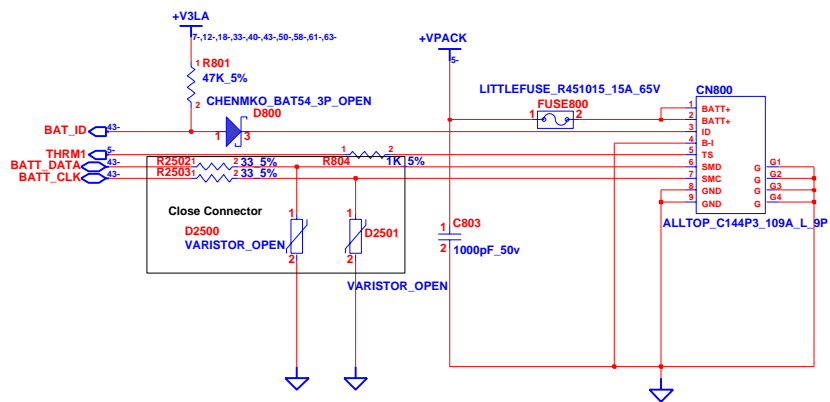 +V3LA
7-,12-,18-,33-,40-,43-,50-,58-,61-,63-
1 R801
47K_5%
2
+VPACK
5-
LITTLEFUSE_R451015_15A_65V
1 FUSE800 2
CN800
CHENMKO_BAT54_3P_OPEN
D800
1 3
BAT_ID 43-
THRM1 5-
BATT_DATA 43-
BATT_CLK 43-
R2502 1 2 33_5%
R2503 1 2 33_5%
1 R804 2 1K_5%
1 BATT+
2 BATT+
3 ID
4 B-I
5 TS
6 SMD G G1
7 SMC G G2
8 GND G G3
9 GND G G4
ALLTOP_C144P3_109A_L_9P
Close Connector
D2500
1
2
VARISTOR_OPEN
1
D2501
2
VARISTOR_OPEN
C803
1
2
1000pF_50v